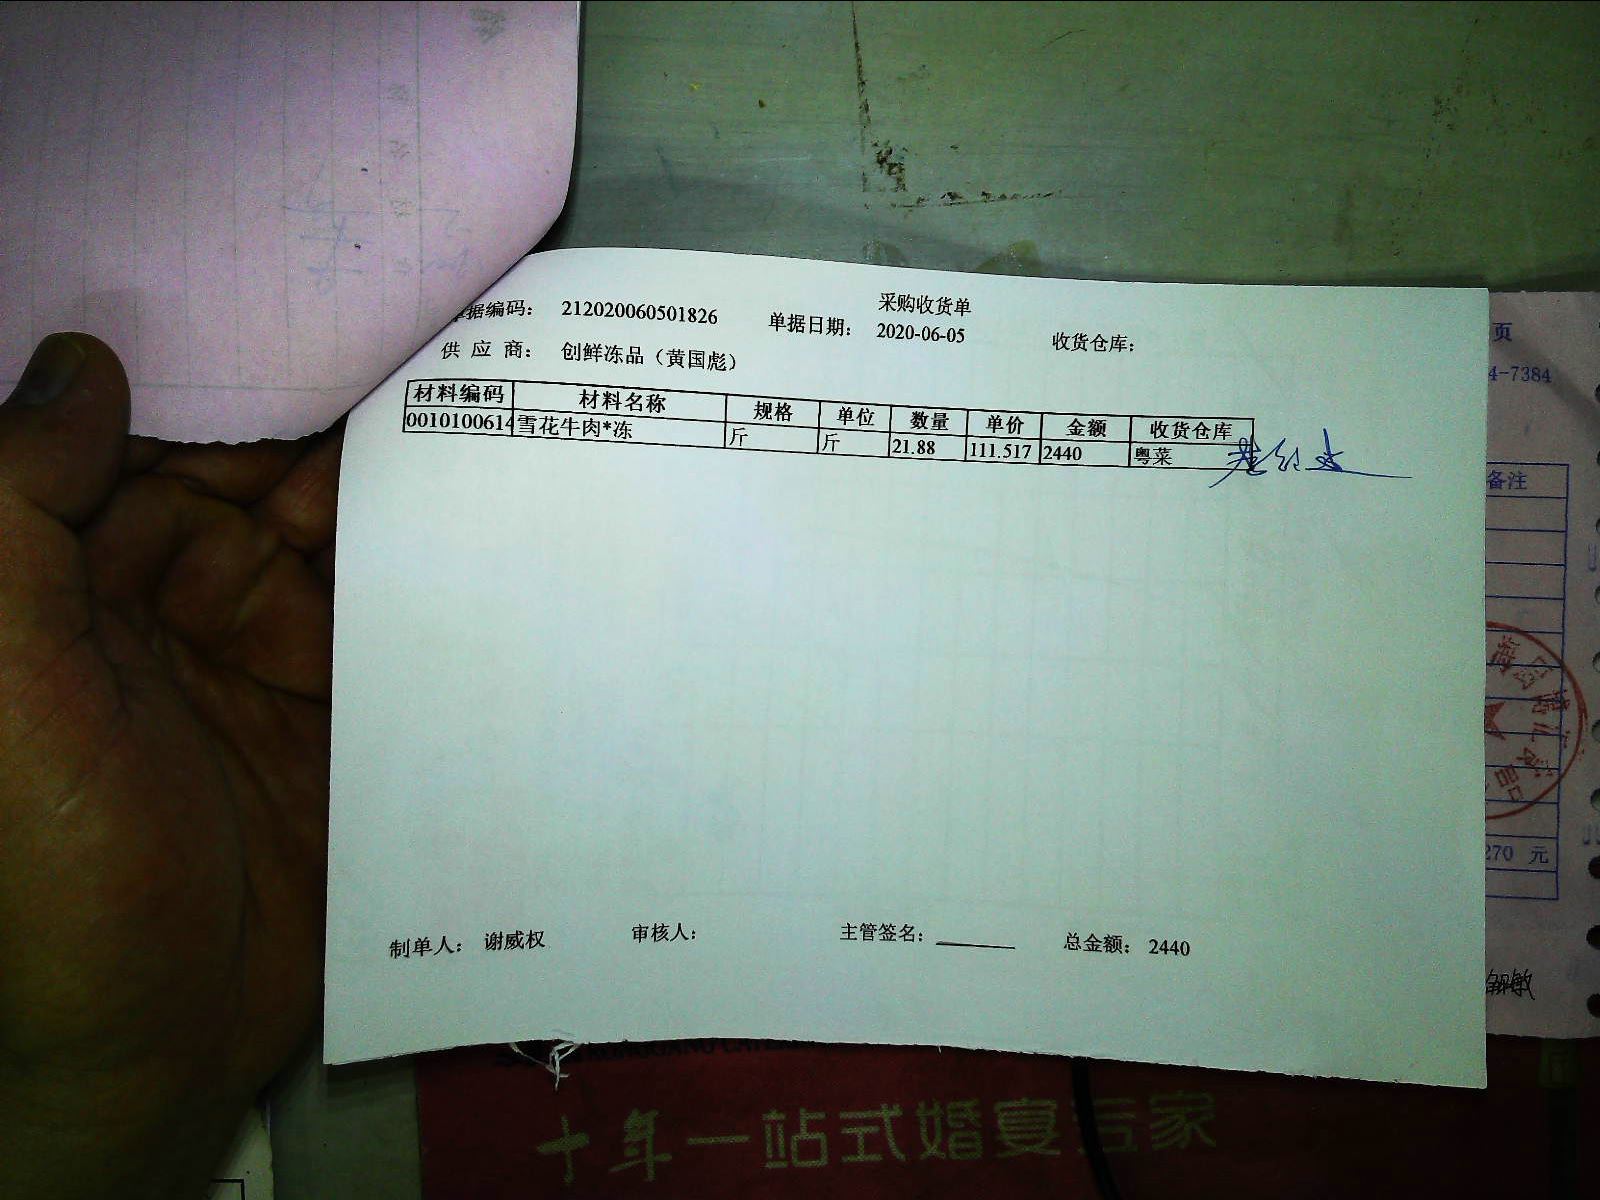 采购收货单
单据编码： 212020060501826 单据日期： 2020-06-05 收货仓库：
供 应 商： 创鲜冻品（黄国彪）
材料编码 材料名称 规格 单位 数量 单价 金额 收货仓库
0010100614 雪花牛肉*冻 斤 斤 21.88 111.517 2440 粤菜
制单人： 谢威权 审核人： 主管签名： 总金额： 2440
页
4-7384
备注
270 元
十年一站式婚宴专家